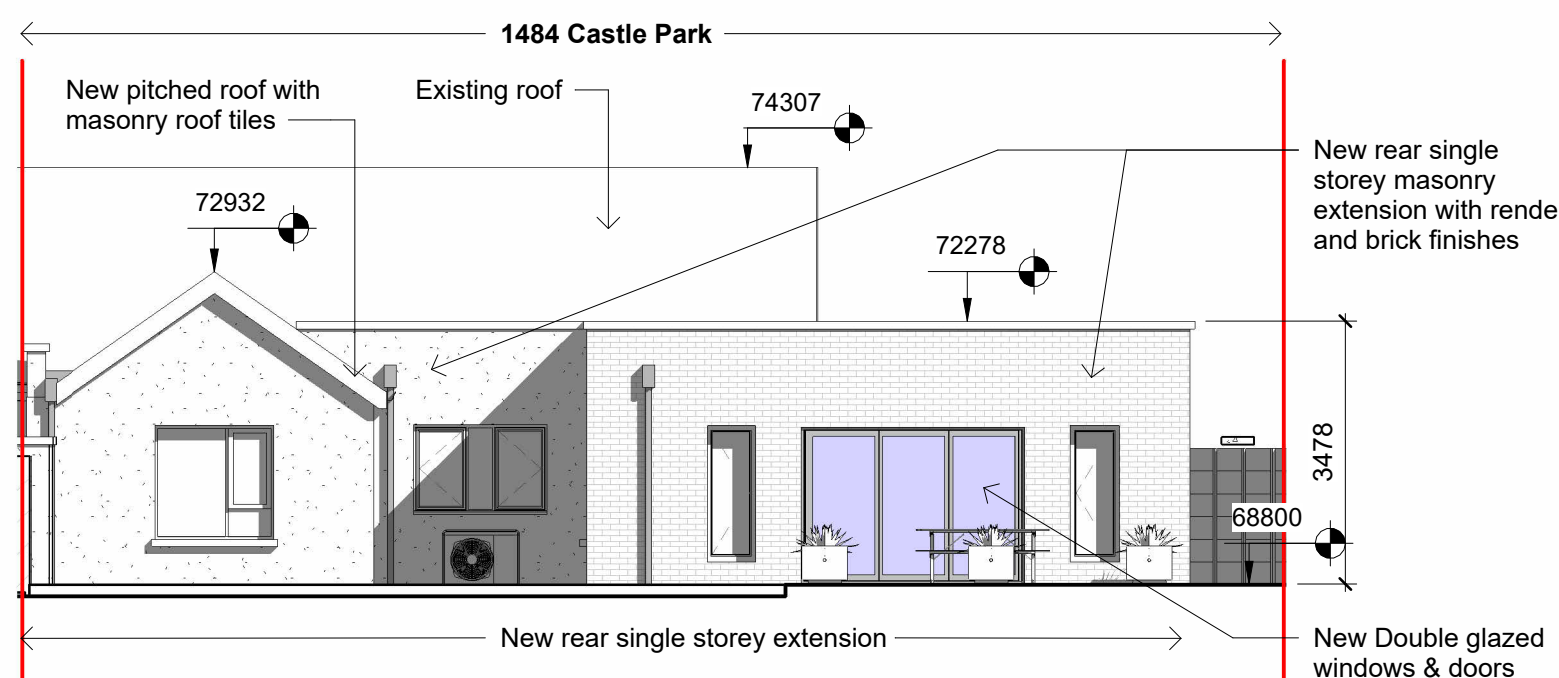 1484 Castle Park
New pitched roof with
masonry roof tiles
Existing roof
74307
72932
72278
New rear single
storey masonry
extension with rende
and brick finishes
3478
68800
New rear single storey extension
New Double glazed
windows & doors